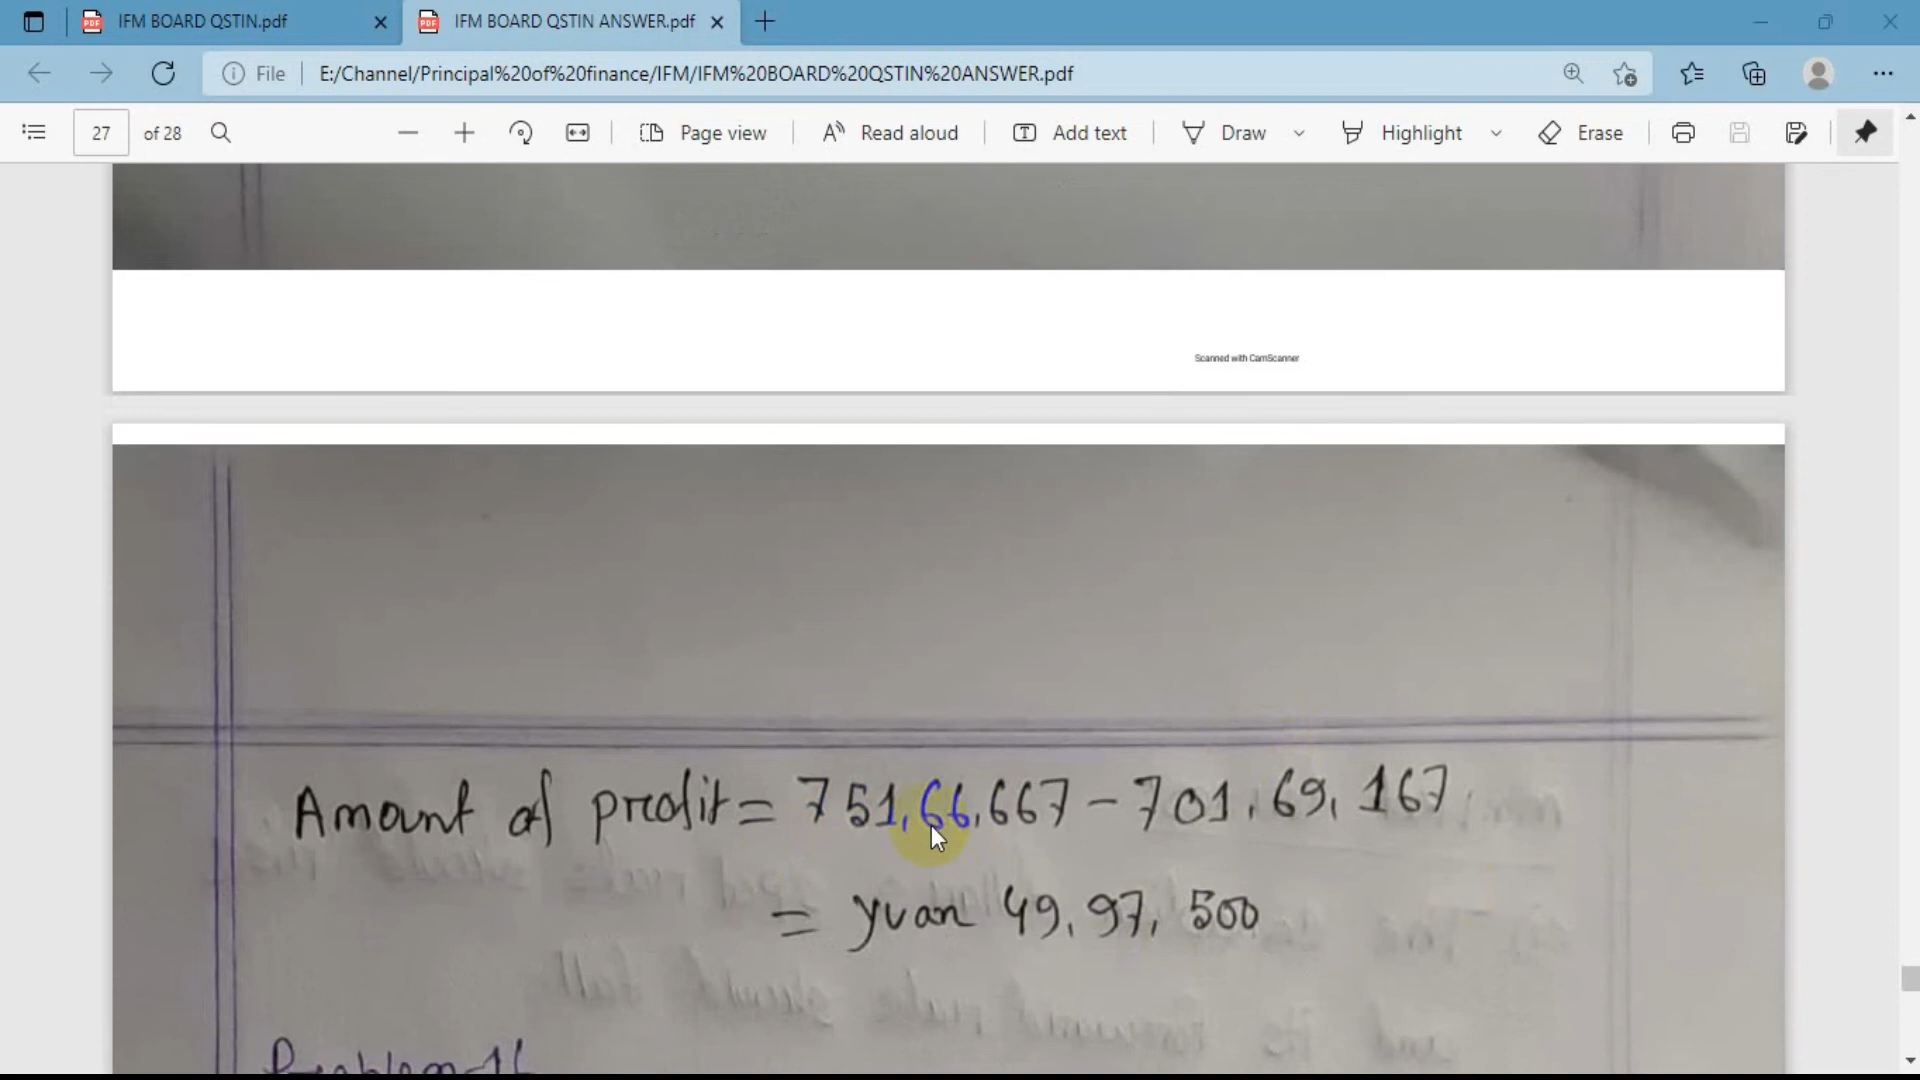 IFM BOARD QSTIN.pdf
IFM BOARD QSTIN ANSWER.pdf
File
E:/Channel/Principal%20of%20finance/IFM/IFM%20BOARD%20QSTIN%20ANSWER.pdf
27 of 28
Page view
Read aloud
Add text
Draw
Highlight
Erase
Scanned with CamScanner
Amount of profit = 751,66,667 - 701,69,167
= yuan 49,97,500
Problem-16